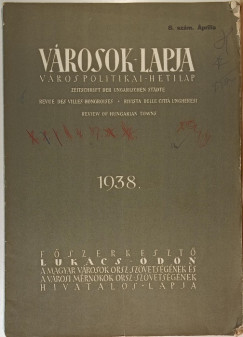 8. szám. Április
VÁROSOK LAPJA
VÁROSPOLITIKAI HETILAP
ZEITSCHRIFT DER UNGARISCHEN STÄDTE
REVUE DES VILLES HONGROISES • RIVISTA DELLE CITTÀ UNGHERESI
REVIEW OF HUNGARIAN TOWNS
1938.
FŐSZERKESZTŐ
LUKÁCS ÖDÖN
A MAGYAR VÁROSOK ORSZ. SZÖVETSÉGÉNEK ÉS
A VÁROSI MÉRNÖKÖK ORSZ. SZÖVETSÉGÉNEK
HIVATALOS LAPJA